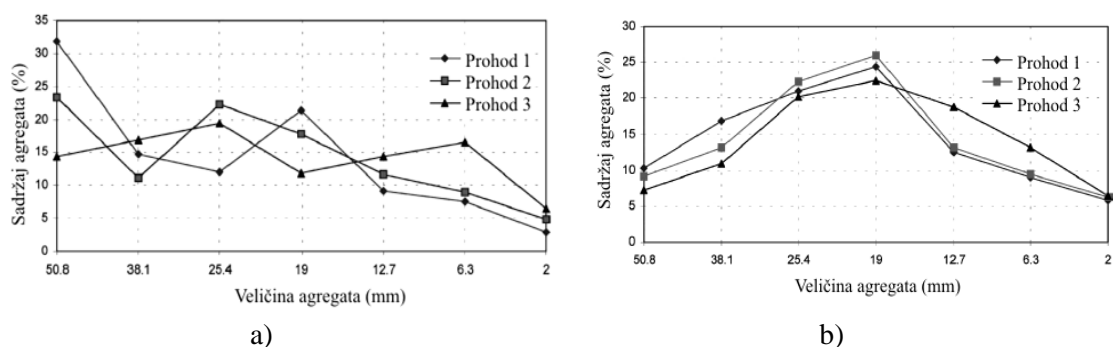 35
30
25
20
15
10
5
0
Sadržaj agregata (%)
Prohod 1
Prohod 2
Prohod 3
50.8 38.1 25.4 19 12.7 6.3 2
Veličina agregata (mm)
a)
30
25
20
15
10
5
0
Sadržaj agregata (%)
Prohod 1
Prohod 2
Prohod 3
50.8 38.1 25.4 19 12.7 6.3 2
Veličina agregata (mm)
b)